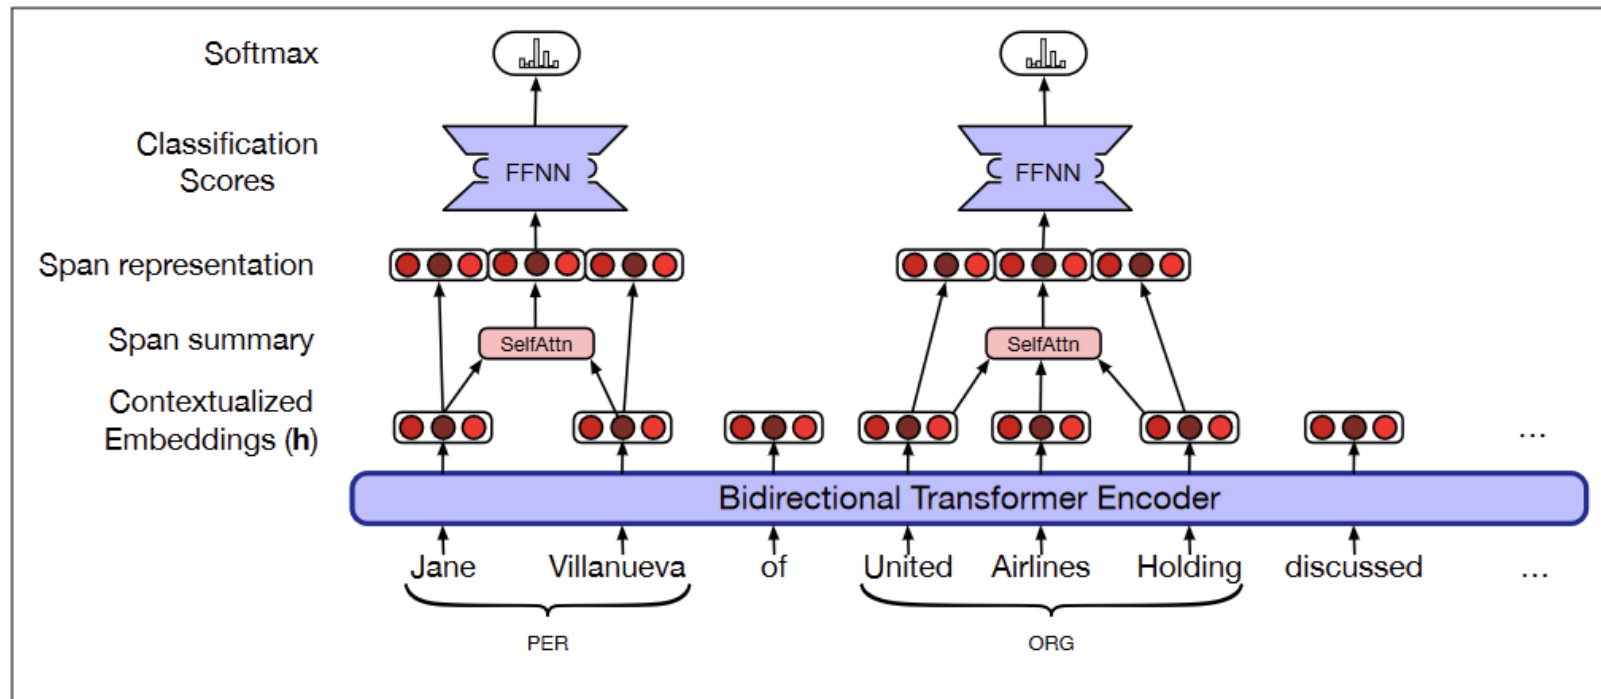 Softmax
Classification
Scores
FFNN FFNN
Span representation
Span summary
SelfAttn SelfAttn
Contextualized
Embeddings (h)
...
Bidirectional Transformer Encoder
Jane Villanueva of United Airlines Holding discussed ...
PER ORG